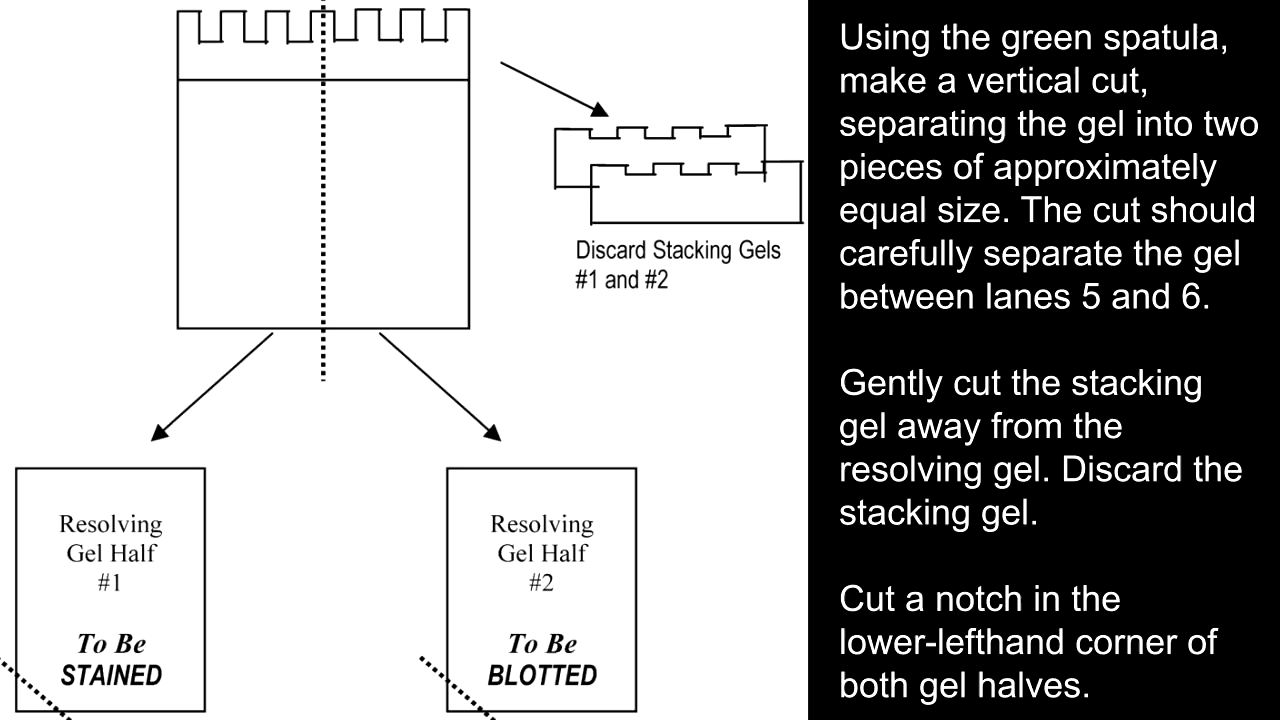 Using the green spatula,
make a vertical cut,
separating the gel into two
pieces of approximately
equal size. The cut should
carefully separate the gel
between lanes 5 and 6.
Gently cut the stacking
gel away from the
resolving gel. Discard the
stacking gel.
Cut a notch in the
lower-lefthand corner of
both gel halves.
Discard Stacking Gels
#1 and #2
Resolving
Gel Half
#1
To Be
STAINED
Resolving
Gel Half
#2
To Be
BLOTTED